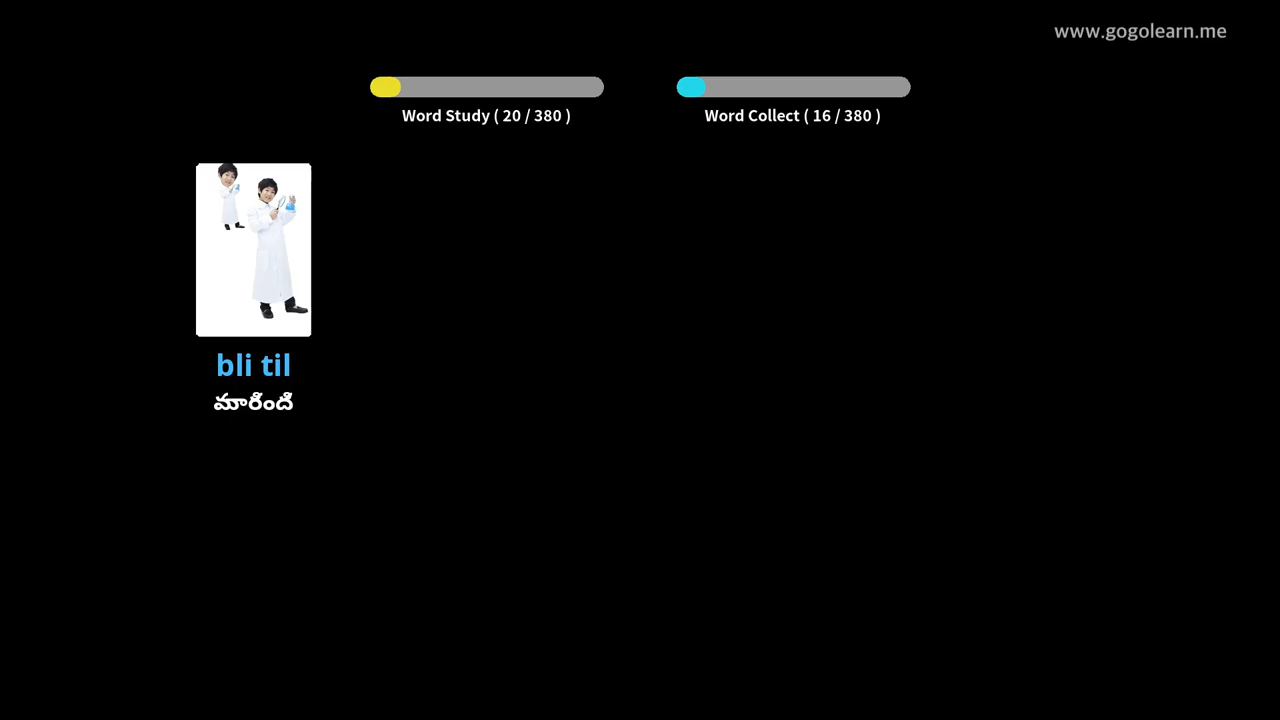 www.gogolearn.me
Word Study ( 20 / 380 )
Word Collect ( 16 / 380 )
bli til
మారింది